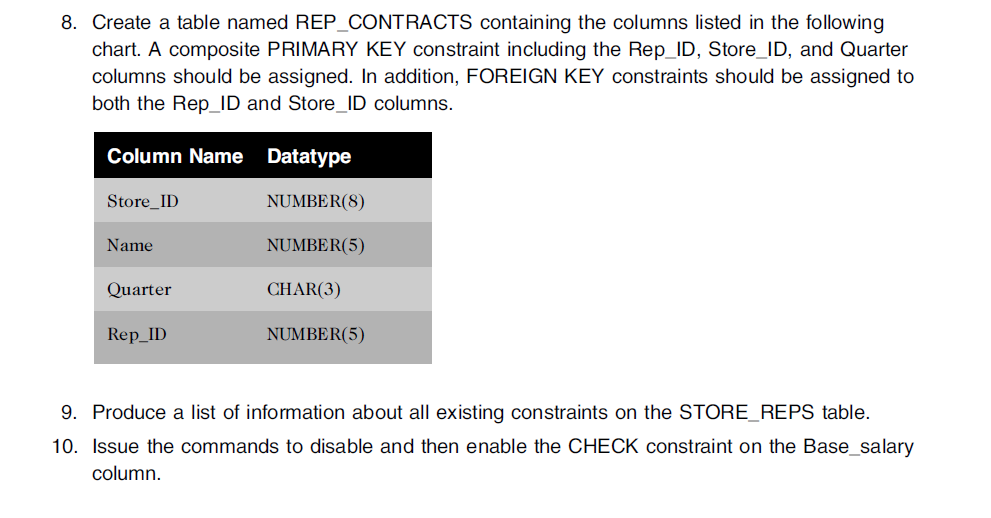 8. Create a table named REP_CONTRACTS containing the columns listed in the following
chart. A composite PRIMARY KEY constraint including the Rep_ID, Store_ID, and Quarter
columns should be assigned. In addition, FOREIGN KEY constraints should be assigned to
both the Rep_ID and Store_ID columns.
Column Name Datatype
Store_ID NUMBER(8)
Name NUMBER(5)
Quarter CHAR(3)
Rep_ID NUMBER(5)
9. Produce a list of information about all existing constraints on the STORE_REPS table.
10. Issue the commands to disable and then enable the CHECK constraint on the Base_salary
column.